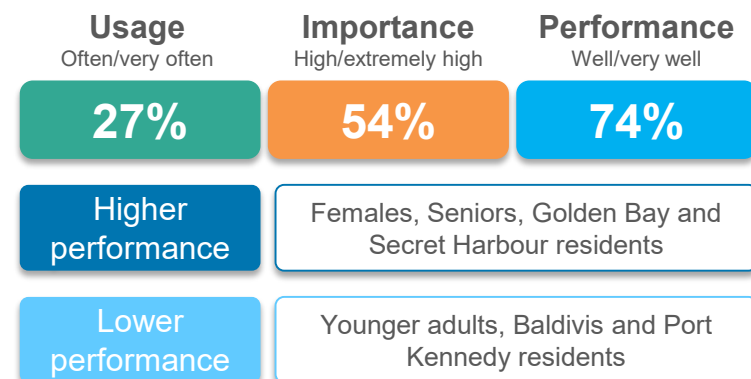 Usage Importance Performance
Often/very often High/extremely high Well/very well
27% 54% 74%
Higher
performance
Females, Seniors, Golden Bay and
Secret Harbour residents
Lower
performance
Younger adults, Baldivis and Port
Kennedy residents